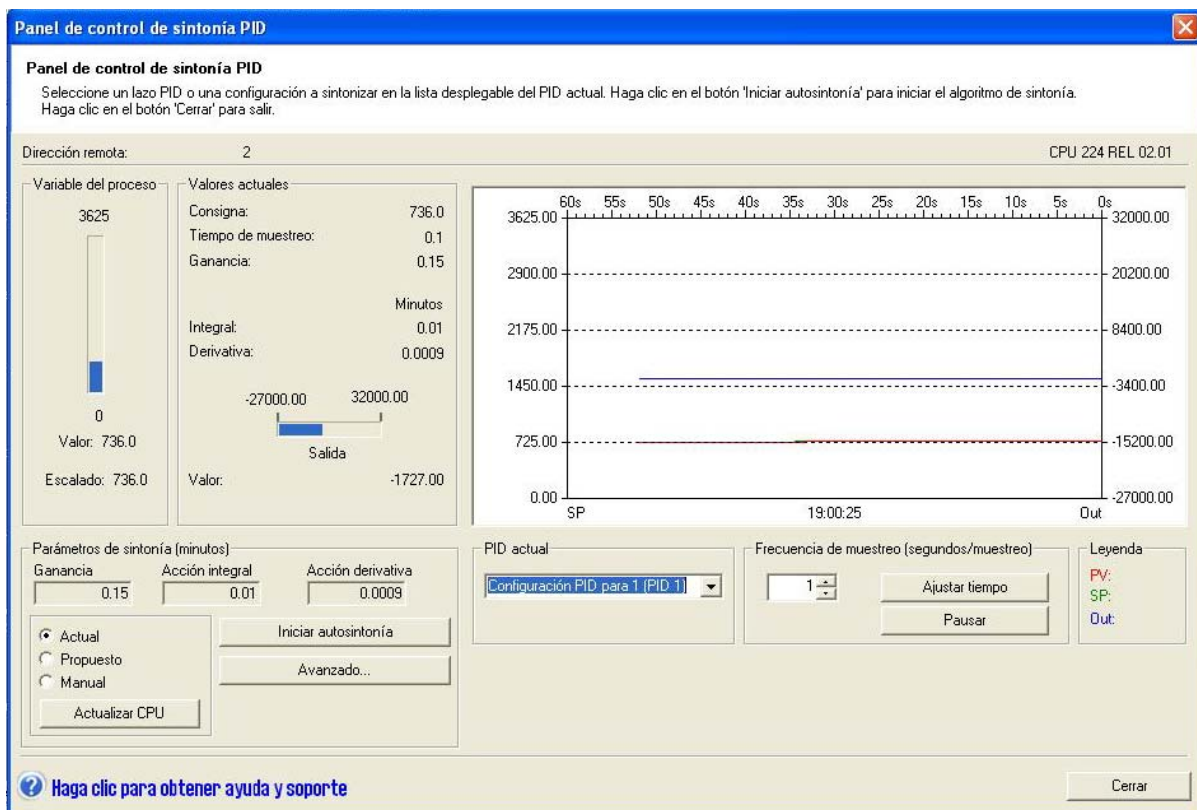 Panel de control de sintonía PID
Panel de control de sintonía PID
Seleccione un lazo PID o una configuración a sintonizar en la lista desplegable del PID actual. Haga clic en el botón 'Iniciar autosintonía' para iniciar el algoritmo de sintonía.
Haga clic en el botón 'Cerrar' para salir.
Dirección remota: 2 CPU 224 REL 02.01
Variable del proceso
3625
0
Valor: 736.0
Escalado: 736.0
Valores actuales
Consigna: 736.0
Tiempo de muestreo: 0.1
Ganancia: 0.15
Minutos
Integral: 0.01
Derivativa: 0.0009
-27000.00 32000.00
Salida
Valor: -1727.00
60s 55s 50s 45s 40s 35s 30s 25s 20s 15s 10s 5s 0s
3625.00 32000.00
2900.00 20200.00
2175.00 8400.00
1450.00 -3400.00
725.00 -15200.00
0.00 -27000.00
SP 19:00:25 Out
Parámetros de sintonía (minutos)
Ganancia Acción integral Acción derivativa
0.15 0.01 0.0009
Actual
Propuesto
Manual
Actualizar CPU
Iniciar autosintonía
Avanzado...
PID actual
Configuración PID para 1 (PID 1)
Frecuencia de muestreo (segundos/muestreo)
1
Ajustar tiempo
Pausar
Leyenda
PV:
SP:
Out:
? Haga clic para obtener ayuda y soporte
Cerrar